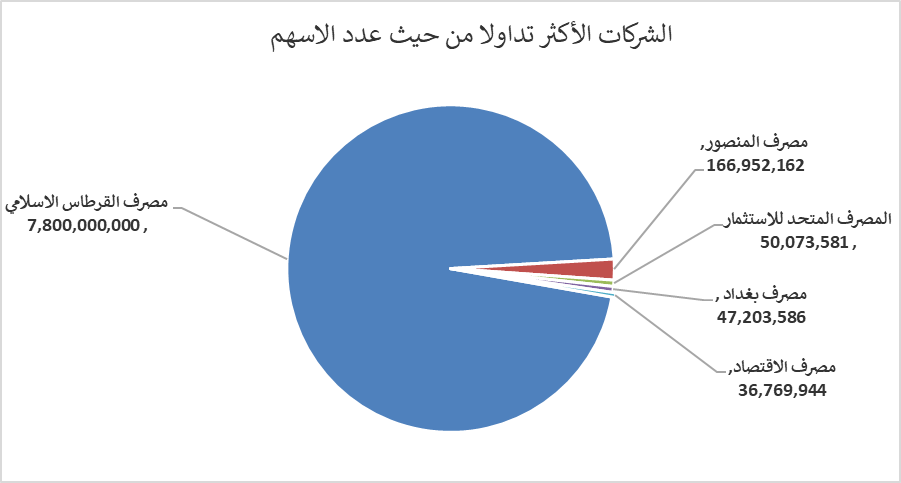 الشركات الأكثر تداولا من حيث عدد الاسهم
مصرف المنصور,
166,952,162
المصرف المتحد للاستثمار
, 50,073,581
مصرف بغداد ,
47,203,586
مصرف الاقتصاد,
36,769,944
مصرف القرطاس الاسلامي
, 7,800,000,000